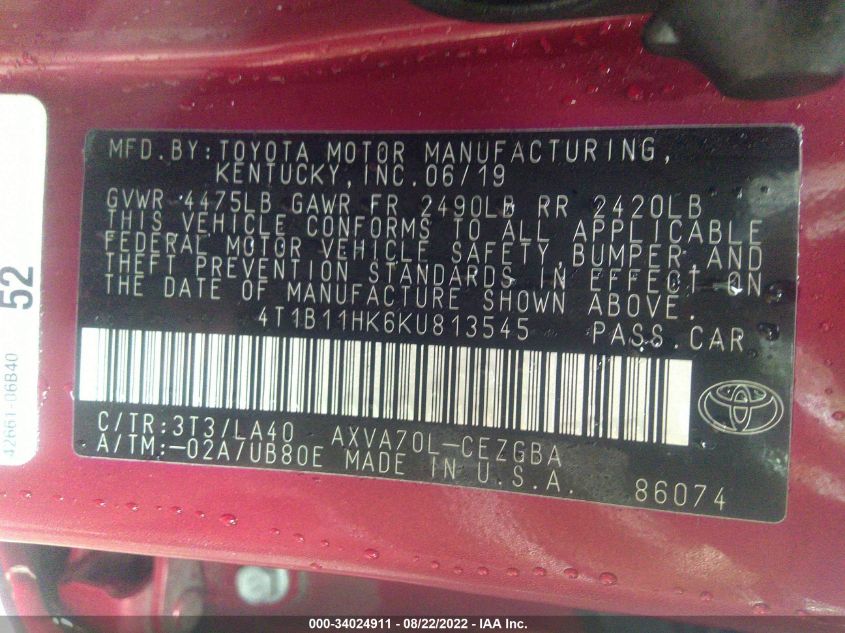 MFD.BY:TOYOTA MOTOR MANUFACTURING,
KENTUCKY, INC.06/19
GVWR 4475LB GAWR FR 2490LB RR 2420LB
THIS VEHICLE CONFORMS TO ALL APPLICABLE
FEDERAL MOTOR VEHICLE SAFETY,BUMPER,AND
THEFT PREVENTION STANDARDS IN EFFECT ON
THE DATE OF MANUFACTURE SHOWN ABOVE.
4T1B11HK6KU813545 PASS.CAR
C/TR:3T3/LA40 AXVA70L-CEZGBA
A/TM:-02A/UB80E MADE IN U.S.A. 86074
52
42661-06B40
000-34024911 - 08/22/2022 - IAA Inc.